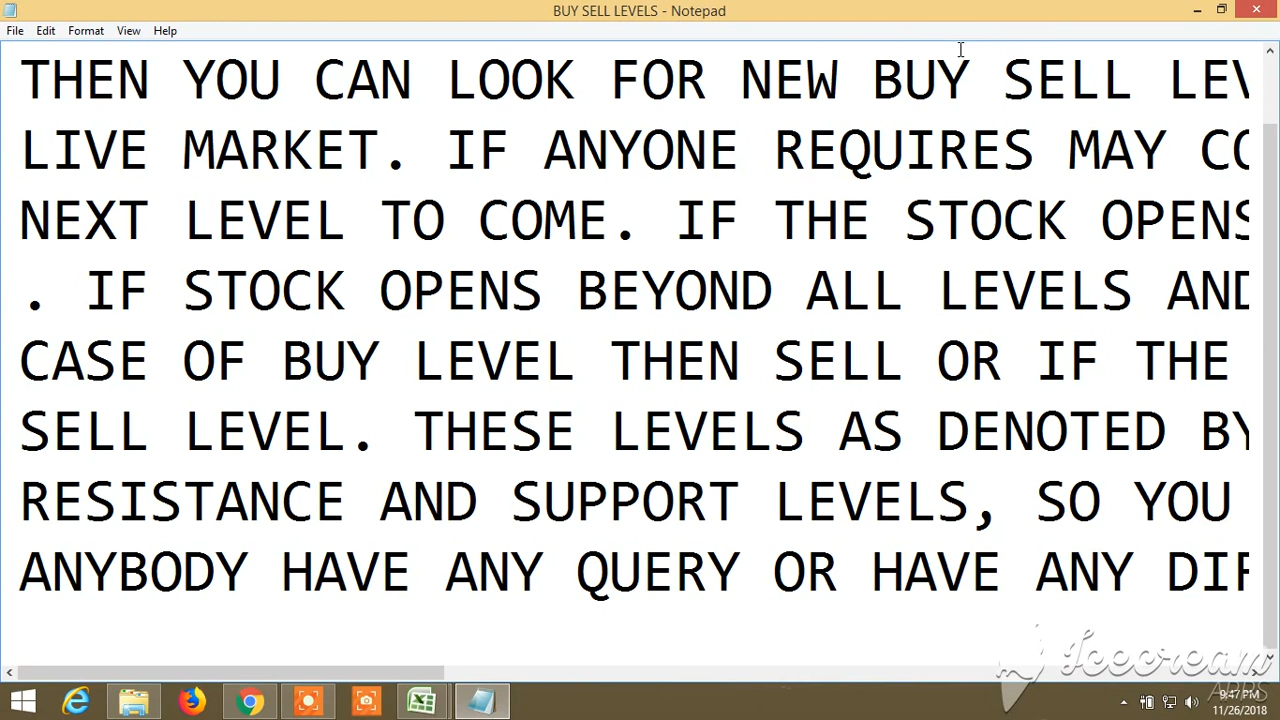 BUY SELL LEVELS - Notepad
File Edit Format View Help
THEN YOU CAN LOOK FOR NEW BUY SELL LEV
LIVE MARKET. IF ANYONE REQUIRES MAY CO
NEXT LEVEL TO COME. IF THE STOCK OPENS
. IF STOCK OPENS BEYOND ALL LEVELS AND
CASE OF BUY LEVEL THEN SELL OR IF THE
SELL LEVEL. THESE LEVELS AS DENOTED BY
RESISTANCE AND SUPPORT LEVELS, SO YOU
ANYBODY HAVE ANY QUERY OR HAVE ANY DIF
Icecream
APPS
9:47 PM
11/26/2018